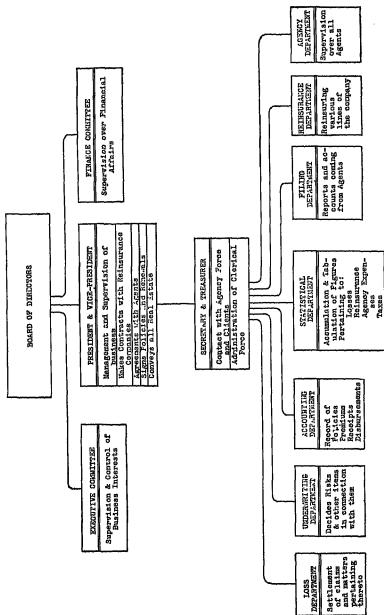 BOARD OF DIRECTORS
EXECUTIVE COMMITTEE
Supervision & Control of
Business Interests
PRESIDENT & VICE-PRESIDENT
Management and Supervision of
business
Makes Contracts with Reinsurance
Companies
Agreements with Agents
Signs Policies and Renewals
Conveys all Real Estate
FINANCE COMMITTEE
Supervision over Financial
Affairs
SECRETARY & TREASURER
Contact with Agency Force
and Clients
Administration of Clerical
Force
LOSS
DEPARTMENT
Settlement
of claims
and matters
pertaining
thereto
UNDERWRITING
DEPARTMENT
Decides Risks
& other items
in connection
with them
ACCOUNTING
DEPARTMENT
Record of
Policies
Premiums
Receipts
Disbursements
STATISTICAL
DEPARTMENT
Accumulation & Tab-
ulation of Figures
Pertaining to:
Losses
Reinsurance
Agency Expen-
ses
Taxes
FILING
DEPARTMENT
Reports and ac-
counts coming
from Agents
REINSURANCE
DEPARTMENT
Reinsuring
various
lines of
the company
AGENCY
DEPARTMENT
Supervision
over all
Agents